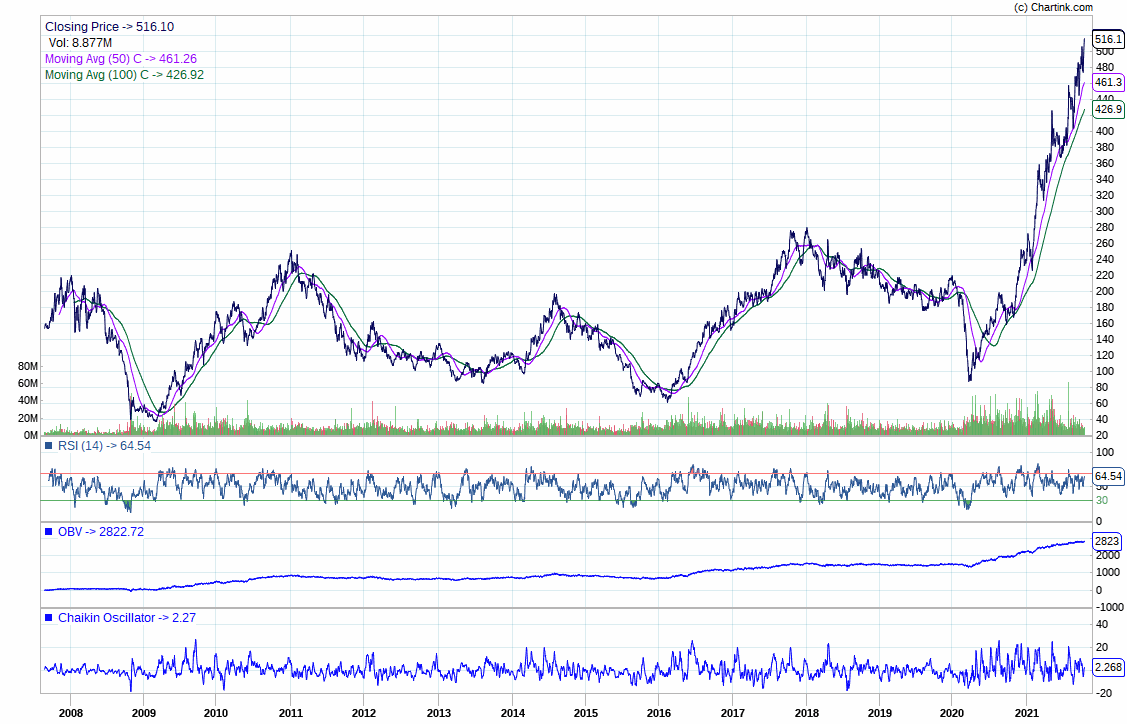 (c) Chartink.com
Closing Price -> 516.10
Vol: 8.877M
Moving Avg (50) C -> 461.26
Moving Avg (100) C -> 426.92
516.1
500
480
461.3
440
426.9
400
380
360
340
320
300
280
260
240
220
200
180
160
140
120
100
80
60
40
20
80M
60M
40M
20M
0M
RSI (14) -> 64.54
100
64.54
50
30
0
OBV -> 2822.72
2823
2000
1000
0
-1000
Chaikin Oscillator -> 2.27
40
20
2.268
-20
2008 2009 2010 2011 2012 2013 2014 2015 2016 2017 2018 2019 2020 2021